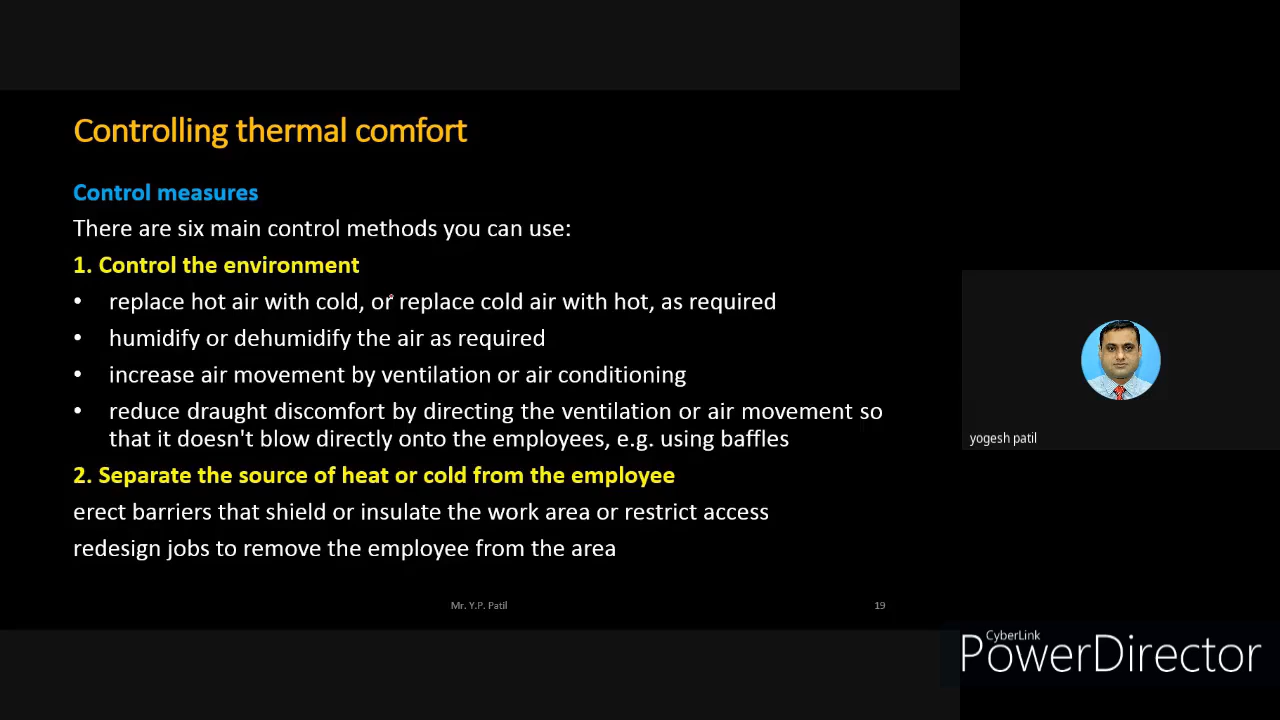 Controlling thermal comfort
Control measures
There are six main control methods you can use:
1. Control the environment
• replace hot air with cold, or replace cold air with hot, as required
• humidify or dehumidify the air as required
• increase air movement by ventilation or air conditioning
• reduce draught discomfort by directing the ventilation or air movement so
that it doesn't blow directly onto the employees, e.g. using baffles
2. Separate the source of heat or cold from the employee
erect barriers that shield or insulate the work area or restrict access
redesign jobs to remove the employee from the area
Mr. Y.P. Patil
19
yogesh patil
CyberLink
PowerDirector